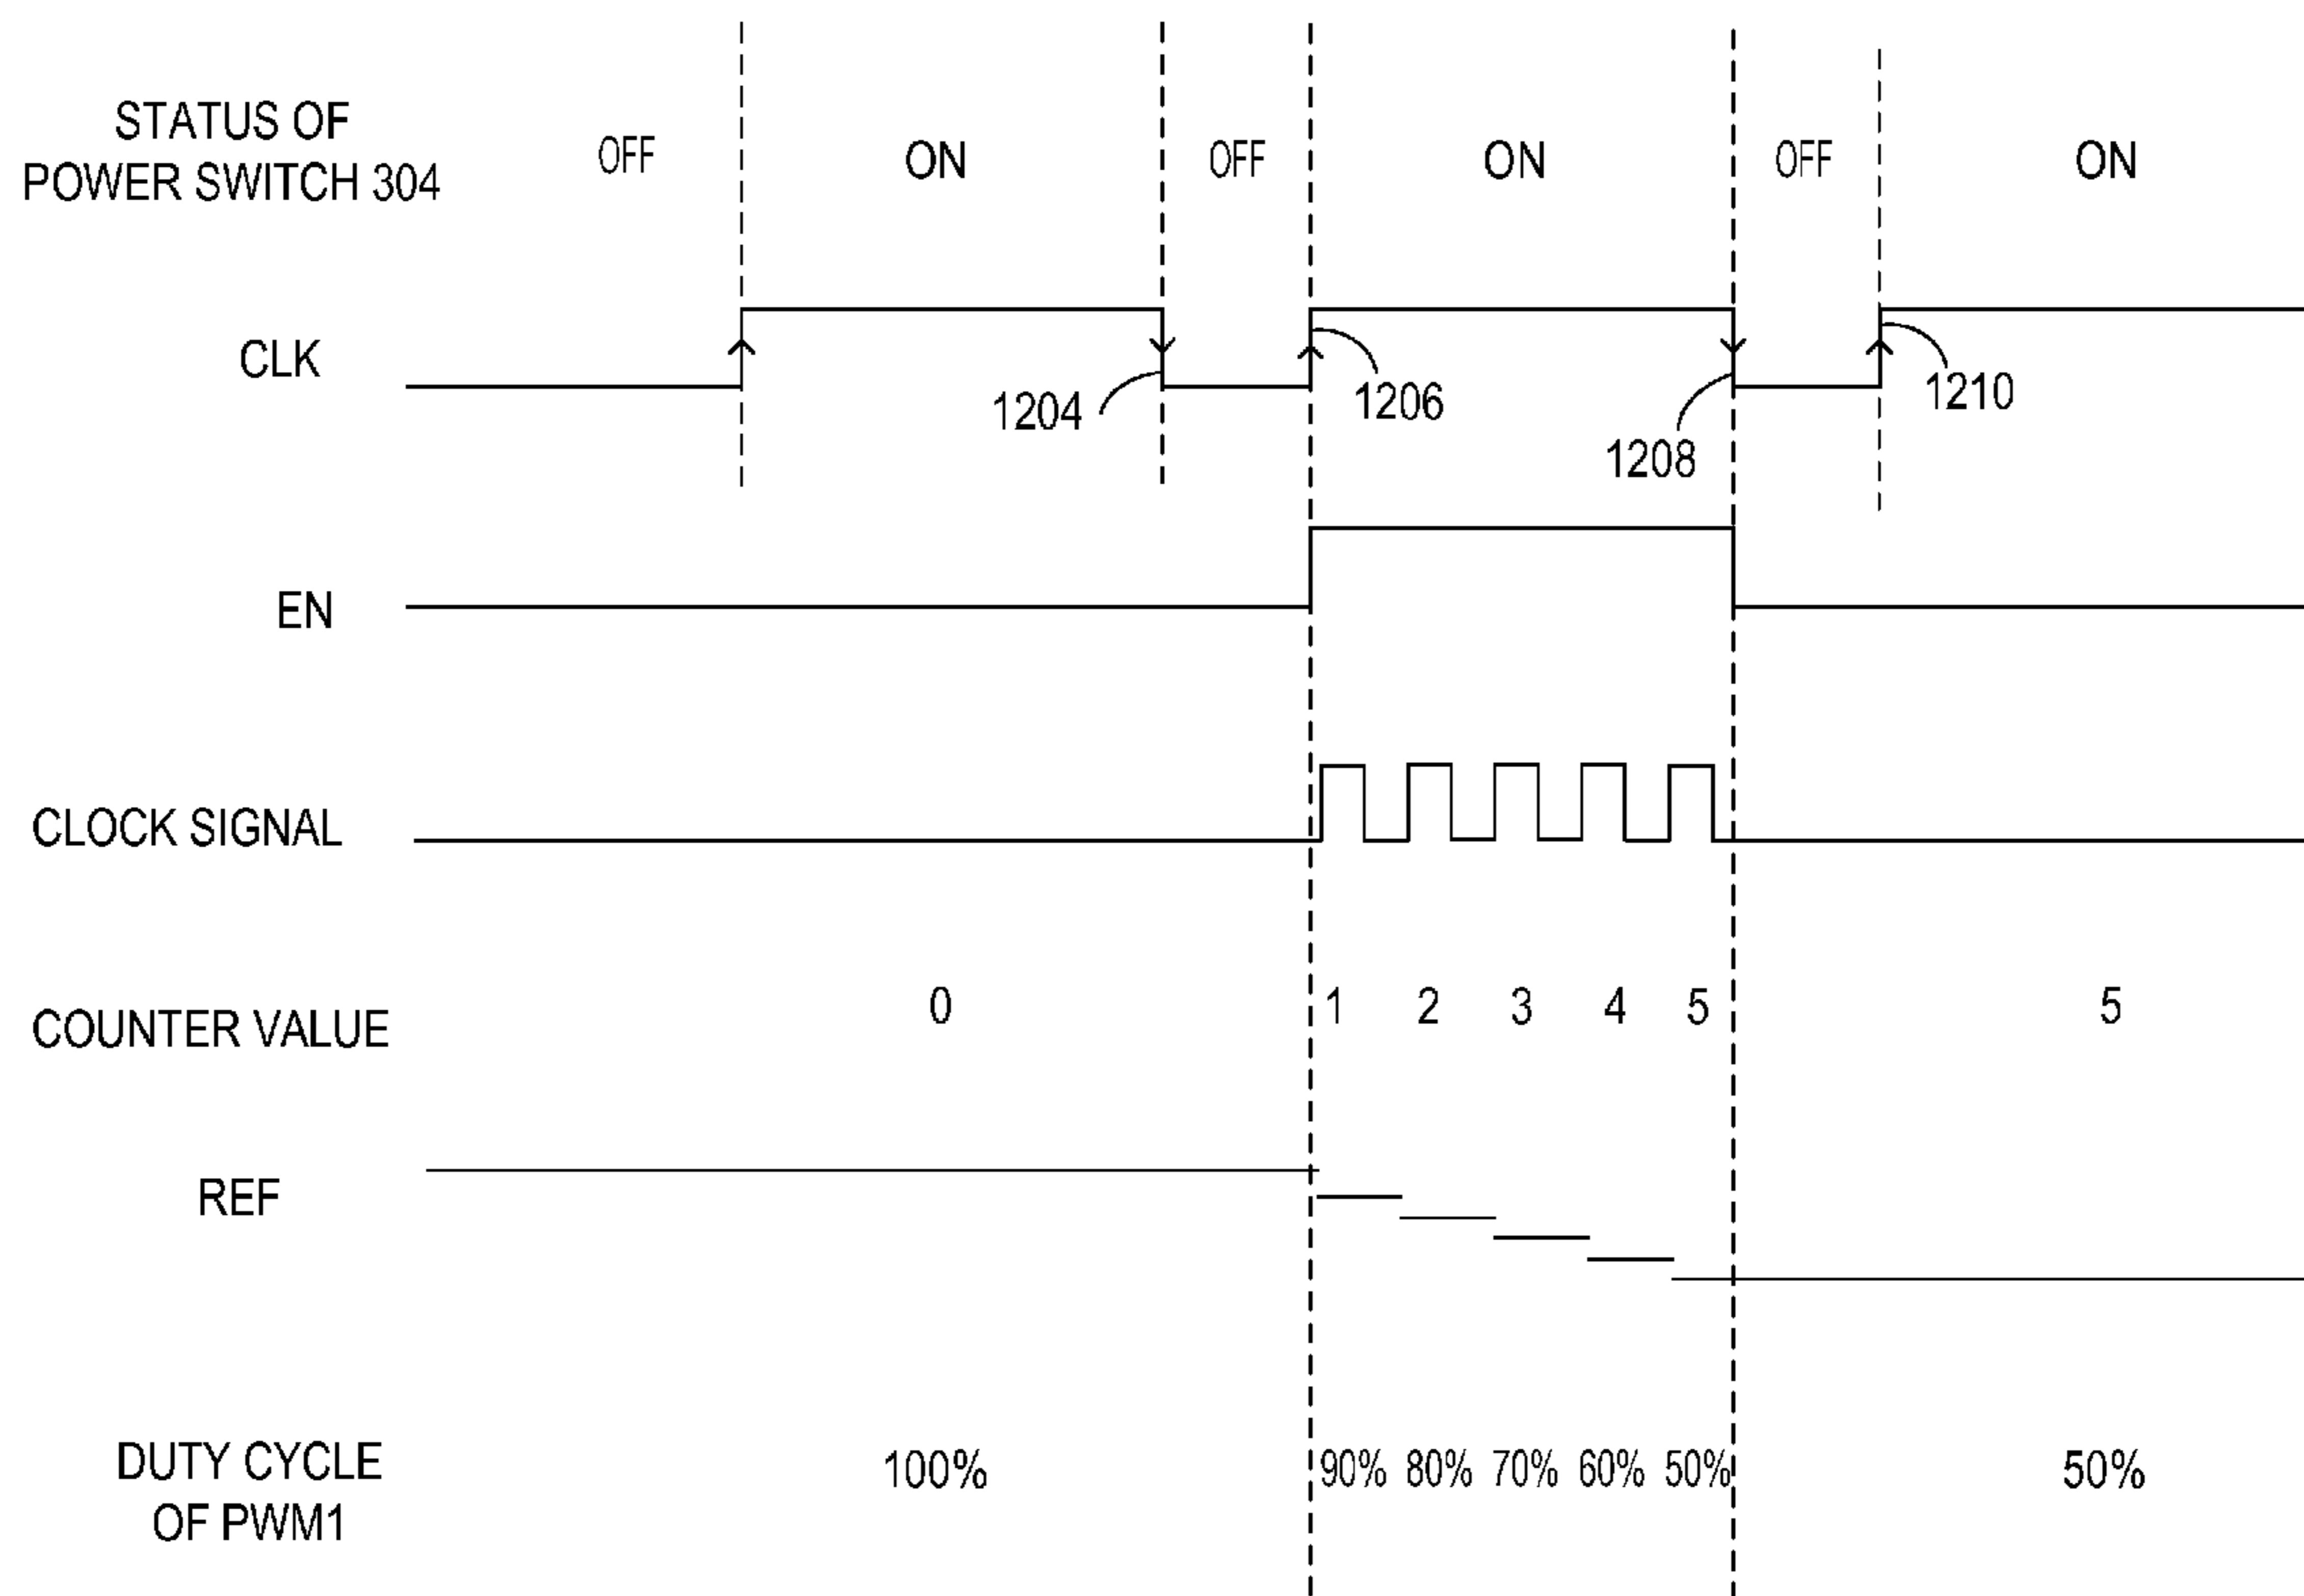 STATUS OF
POWER SWITCH 304
OFF ON OFF ON OFF ON
CLK
1204 1206 1208 1210
EN
CLOCK SIGNAL
COUNTER VALUE
0 1 2 3 4 5 5
REF
DUTY CYCLE
OF PWM1
100% 90% 80% 70% 60% 50% 50%